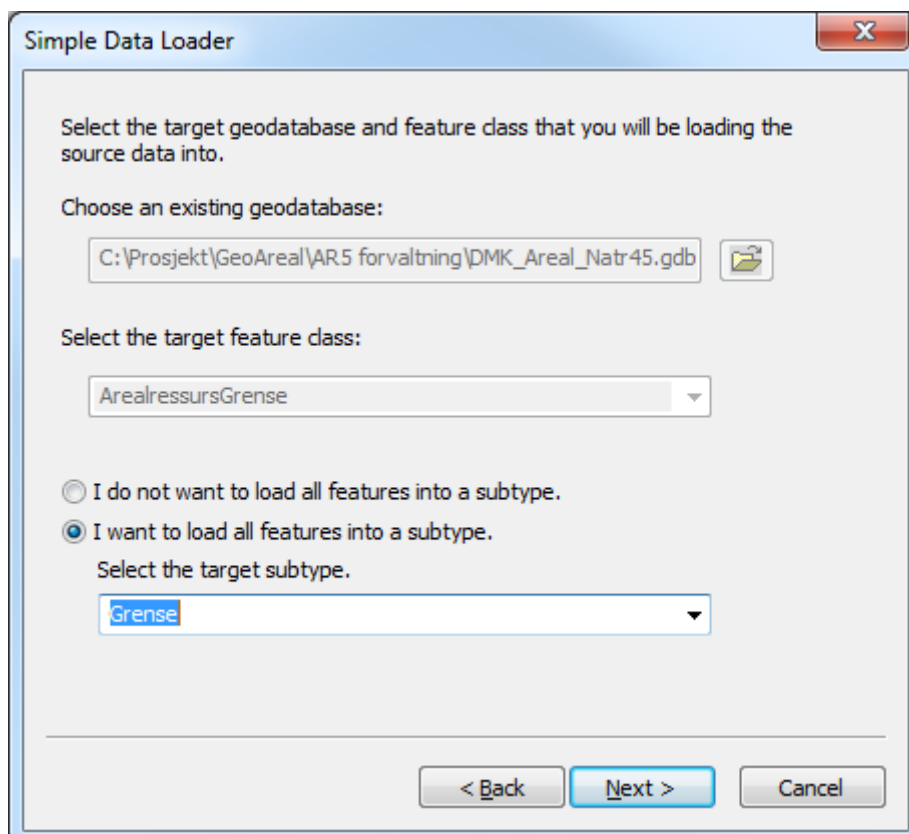 Simple Data Loader
Select the target geodatabase and feature class that you will be loading the
source data into.
Choose an existing geodatabase:
C:\Prosjekt\GeoAreal\AR5 forvaltning\DMK_Areal_Natr45.gdb
Select the target feature class:
ArealressursGrense
I do not want to load all features into a subtype.
I want to load all features into a subtype.
Select the target subtype.
Grense
< Back
Next >
Cancel